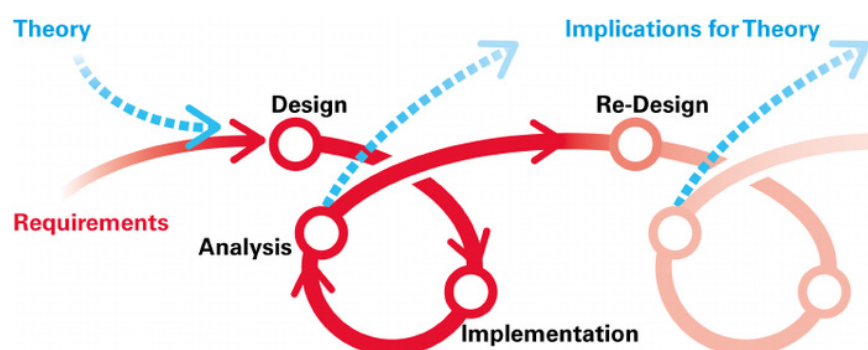 Theory
Implications for Theory
Design
Re-Design
Requirements
Analysis
Implementation